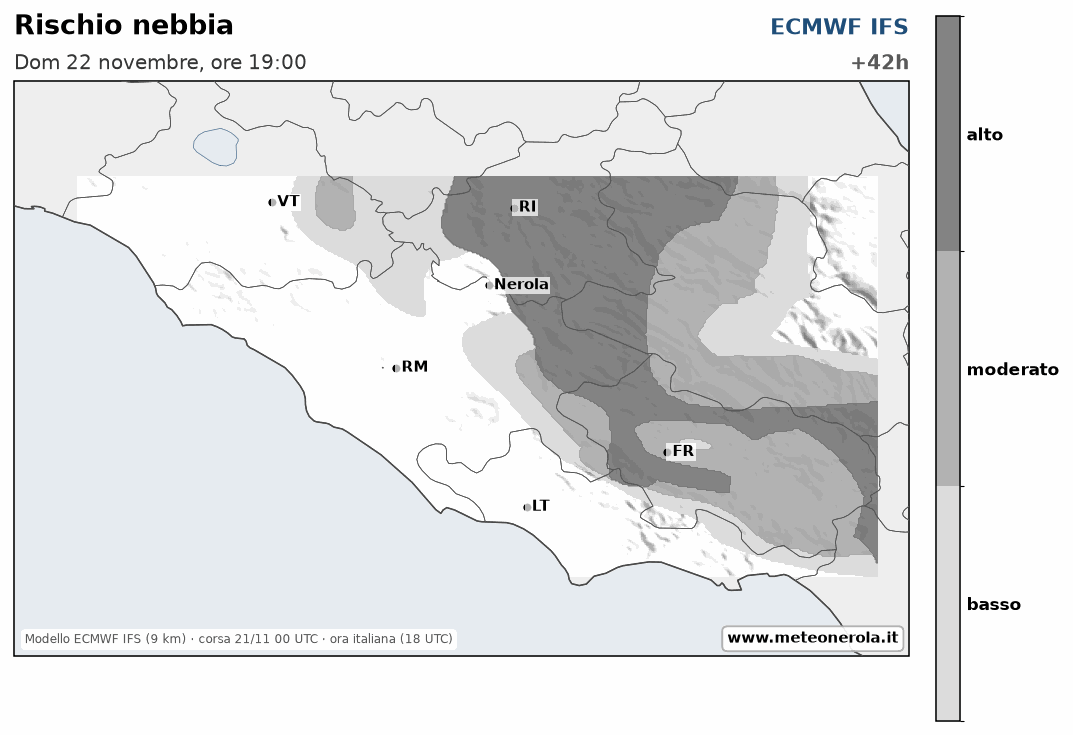 Rischio nebbia
ECMWF IFS
Dom 22 novembre, ore 19:00
+42h
alto
VT
RI
Nerola
RM
moderato
FR
LT
basso
Modello ECMWF IFS (9 km) · corsa 21/11 00 UTC · ora italiana (18 UTC)
www.meteonerola.it